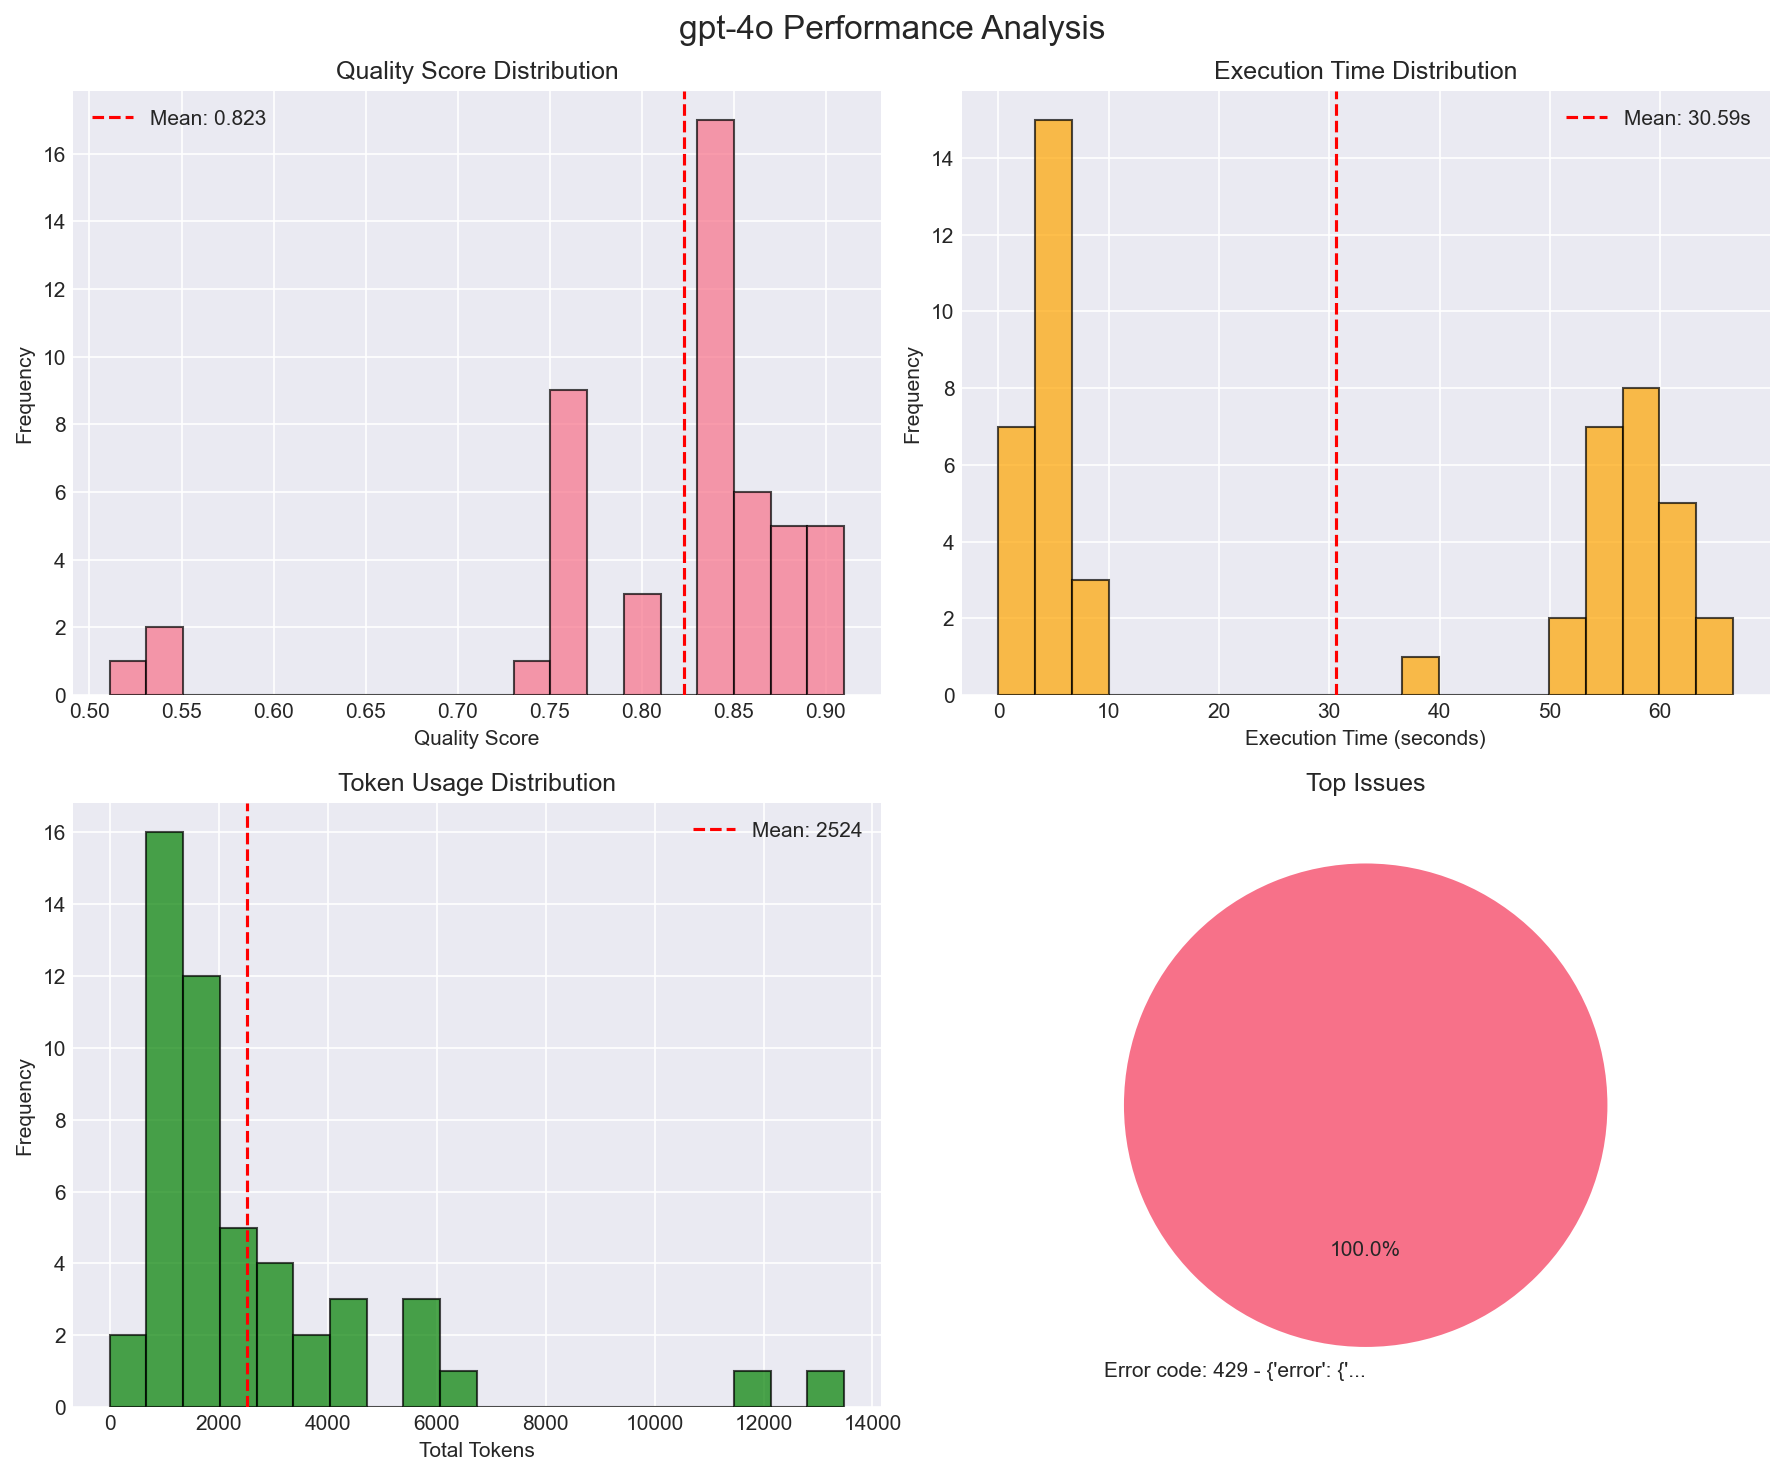 gpt-4o Performance Analysis
Quality Score Distribution
Mean: 0.823
Frequency
16
14
12
10
8
6
4
2
0
0.50 0.55 0.60 0.65 0.70 0.75 0.80 0.85 0.90
Quality Score
Execution Time Distribution
Mean: 30.59s
Frequency
14
12
10
8
6
4
2
0
0 10 20 30 40 50 60
Execution Time (seconds)
Token Usage Distribution
Mean: 2524
Frequency
16
14
12
10
8
6
4
2
0
0 2000 4000 6000 8000 10000 12000 14000
Total Tokens
Top Issues
100.0%
Error code: 429 - {'error': {'...